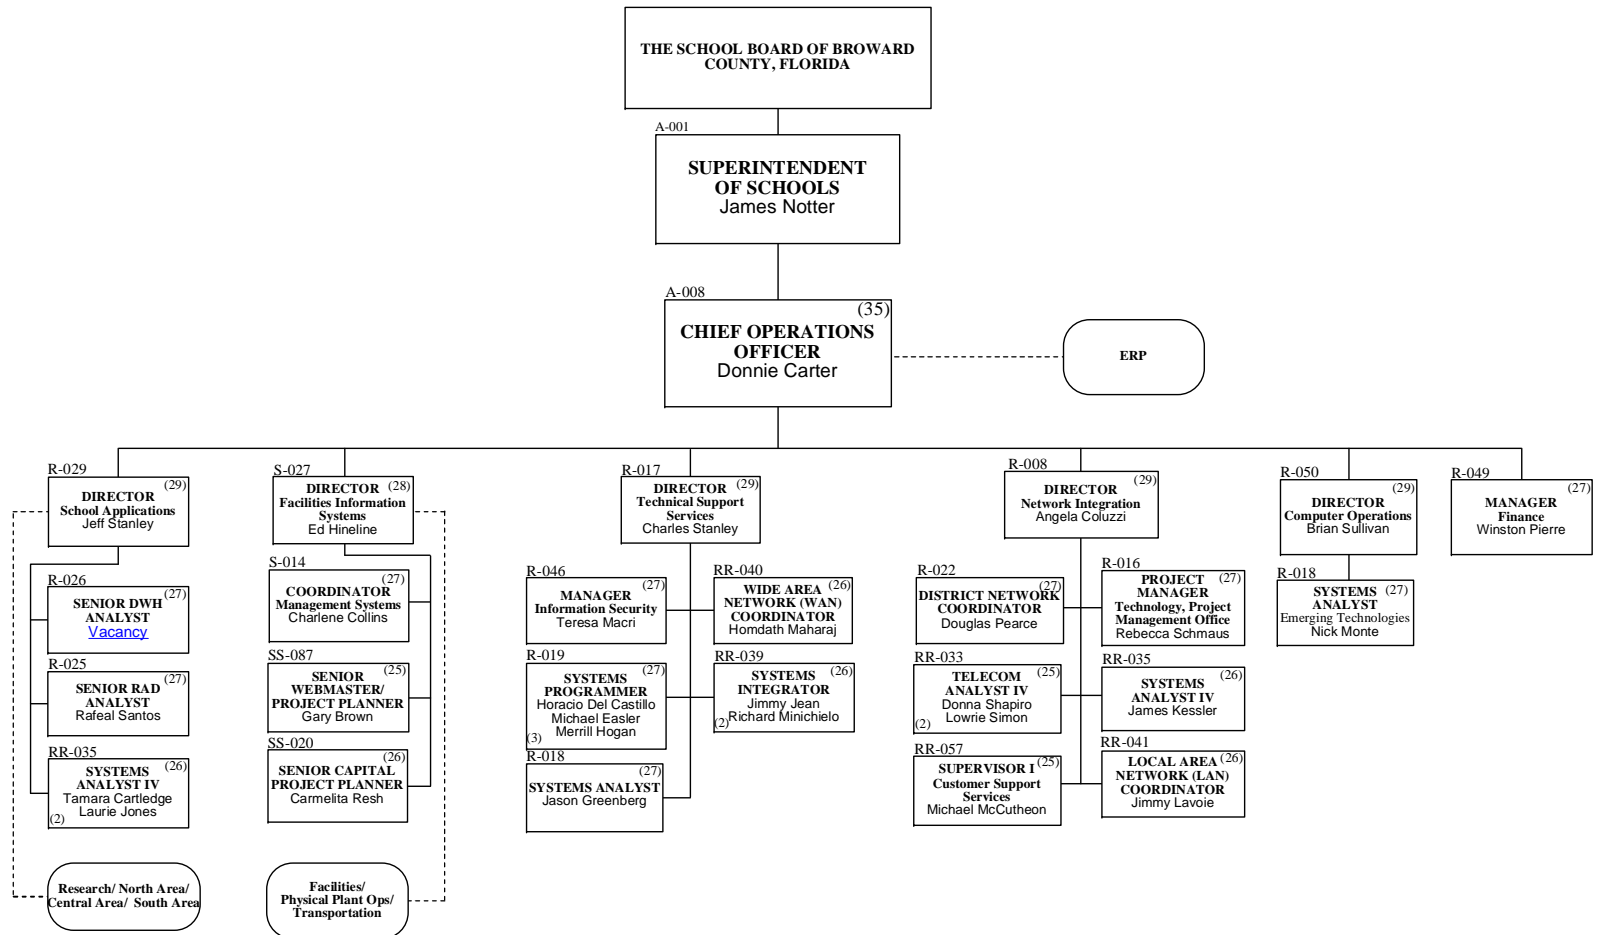 THE SCHOOL BOARD OF BROWARD
COUNTY, FLORIDA
A-001
SUPERINTENDENT
OF SCHOOLS
James Notter
A-008
(35)
CHIEF OPERATIONS
OFFICER
Donnie Carter
ERP
R-029
(29)
DIRECTOR
School Applications
Jeff Stanley
R-026
(27)
SENIOR DWH
ANALYST
Vacancy
R-025
(27)
SENIOR RAD
ANALYST
Rafeal Santos
RR-035
(26)
SYSTEMS
ANALYST IV
Tamara Cartledge
Laurie Jones
(2)
Research/ North Area/
Central Area/ South Area
S-027
DIRECTOR (28)
Facilities Information
Systems
Ed Hineline
S-014
(27)
COORDINATOR
Management Systems
Charlene Collins
SS-087
(25)
SENIOR
WEBMASTER/
PROJECT PLANNER
Gary Brown
SS-020
(26)
SENIOR CAPITAL
PROJECT PLANNER
Carmelita Resh
Facilities/
Physical Plant Ops/
Transportation
R-017
DIRECTOR (29)
Technical Support
Services
Charles Stanley
R-046
(27)
MANAGER
Information Security
Teresa Macri
RR-040
(26)
WIDE AREA
NETWORK (WAN)
COORDINATOR
Homdath Maharaj
R-019
(27)
SYSTEMS
PROGRAMMER
Horacio Del Castillo
Michael Easler
Merrill Hogan
(3)
RR-039
(26)
SYSTEMS
INTEGRATOR
Jimmy Jean
Richard Minichielo
(2)
R-018
(27)
SYSTEMS ANALYST
Jason Greenberg
R-008
(29)
DIRECTOR
Network Integration
Angela Coluzzi
R-022
(27)
DISTRICT NETWORK
COORDINATOR
Douglas Pearce
R-016
(27)
PROJECT
MANAGER
Technology, Project
Management Office
Rebecca Schmaus
RR-033
(25)
TELECOM
ANALYST IV
Donna Shapiro
Lowrie Simon
(2)
RR-035
(26)
SYSTEMS
ANALYST IV
James Kessler
RR-057
(25)
SUPERVISOR I
Customer Support
Services
Michael McCutheon
RR-041
(26)
LOCAL AREA
NETWORK (LAN)
COORDINATOR
Jimmy Lavoie
R-050
(29)
DIRECTOR
Computer Operations
Brian Sullivan
R-018
(27)
SYSTEMS
ANALYST
Emerging Technologies
Nick Monte
R-049
(27)
MANAGER
Finance
Winston Pierre